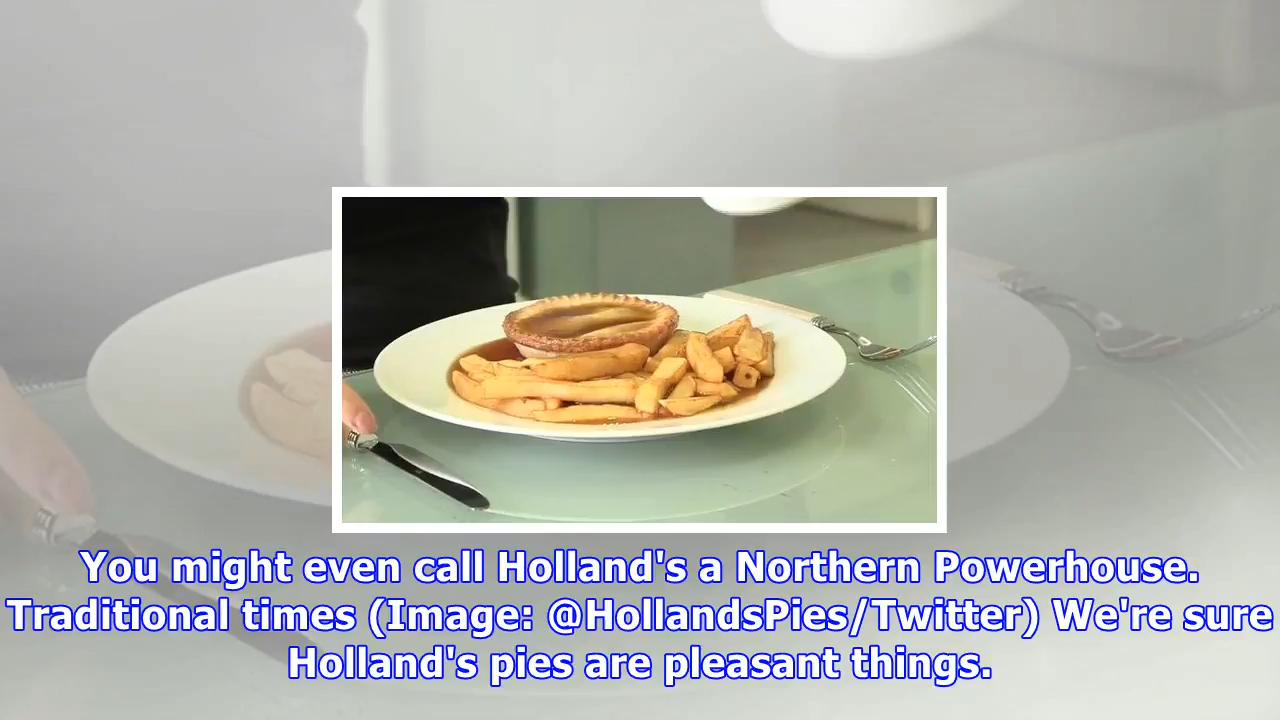 You might even call Holland's a Northern Powerhouse.
Traditional times (Image: @HollandsPies/Twitter) We're sure
Holland's pies are pleasant things.